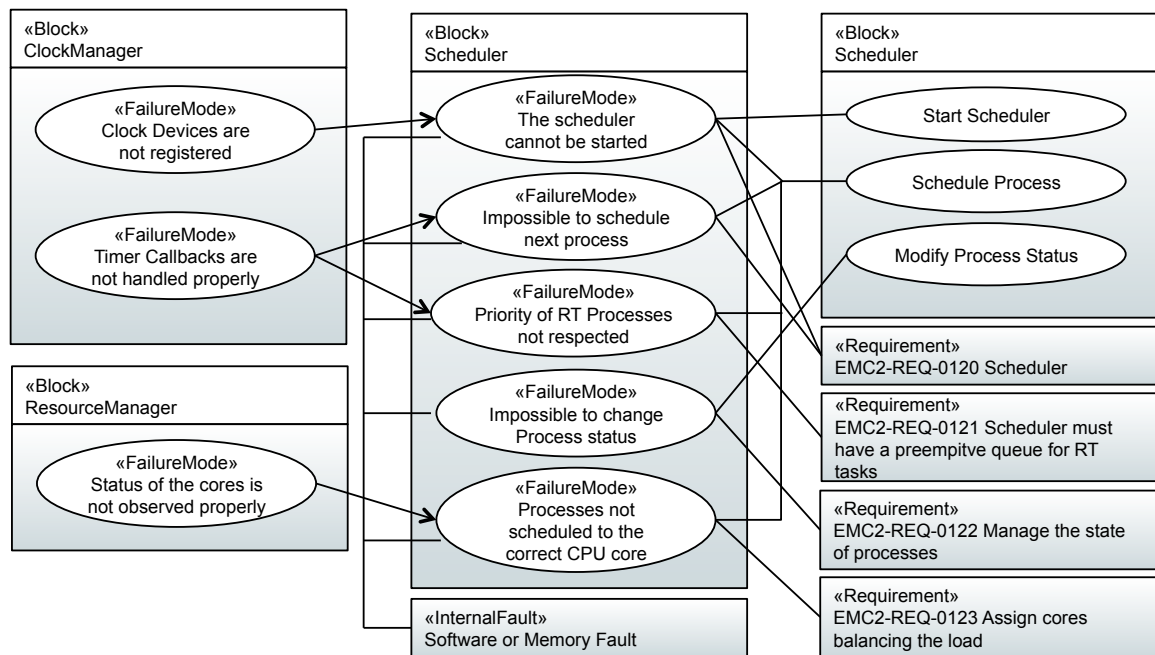 «Block»
ClockManager
«FailureMode»
Clock Devices are
not registered
«FailureMode»
Timer Callbacks are
not handled properly
«Block»
ResourceManager
«FailureMode»
Status of the cores is
not observed properly
«Block»
Scheduler
«FailureMode»
The scheduler
cannot be started
«FailureMode»
Impossible to schedule
next process
«FailureMode»
Priority of RT Processes
not respected
«FailureMode»
Impossible to change
Process status
«FailureMode»
Processes not
scheduled to the
correct CPU core
«InternalFault»
Software or Memory Fault
«Block»
Scheduler
Start Scheduler
Schedule Process
Modify Process Status
«Requirement»
EMC2-REQ-0120 Scheduler
«Requirement»
EMC2-REQ-0121 Scheduler must
have a preempitve queue for RT
tasks
«Requirement»
EMC2-REQ-0122 Manage the state
of processes
«Requirement»
EMC2-REQ-0123 Assign cores
balancing the load